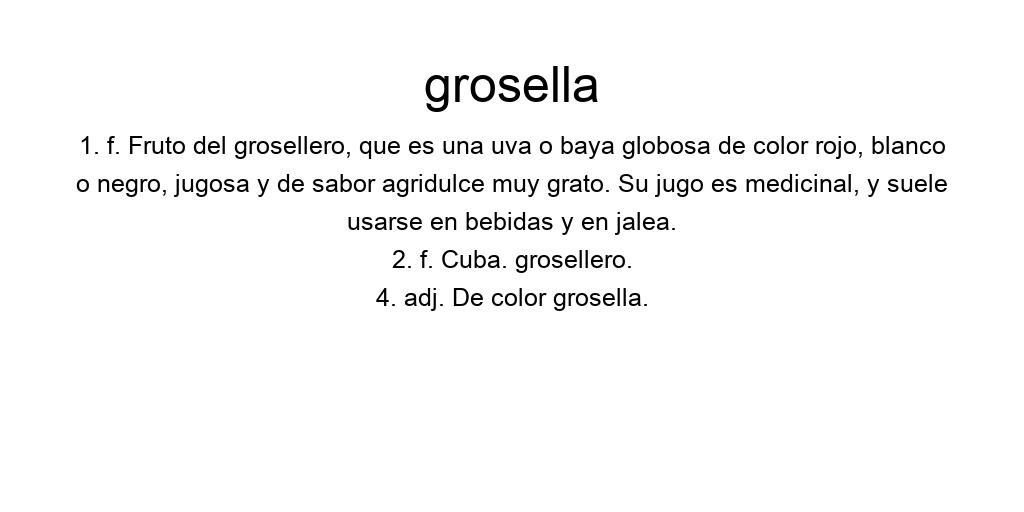 grosella
1. f. Fruto del grosellero, que es una uva o baya globosa de color rojo, blanco
o negro, jugosa y de sabor agridulce muy grato. Su jugo es medicinal, y suele
usarse en bebidas y en jalea.
2. f. Cuba. grosellero.
4. adj. De color grosella.